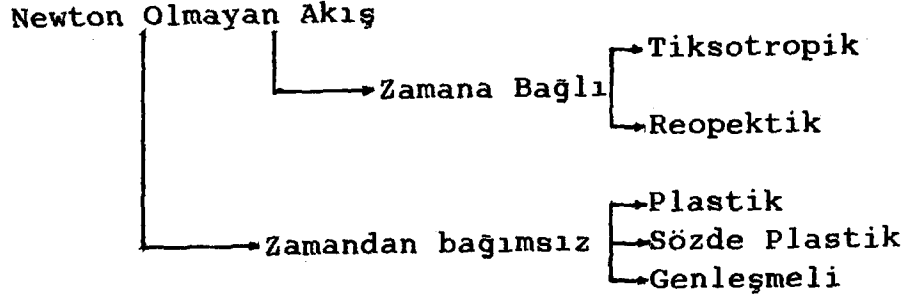 Newton Olmayan Akış
Tiksotropik
Zamana Bağlı
Reopektik
Plastik
Zamandan bağımsız
Sözde Plastik
Genleşmeli